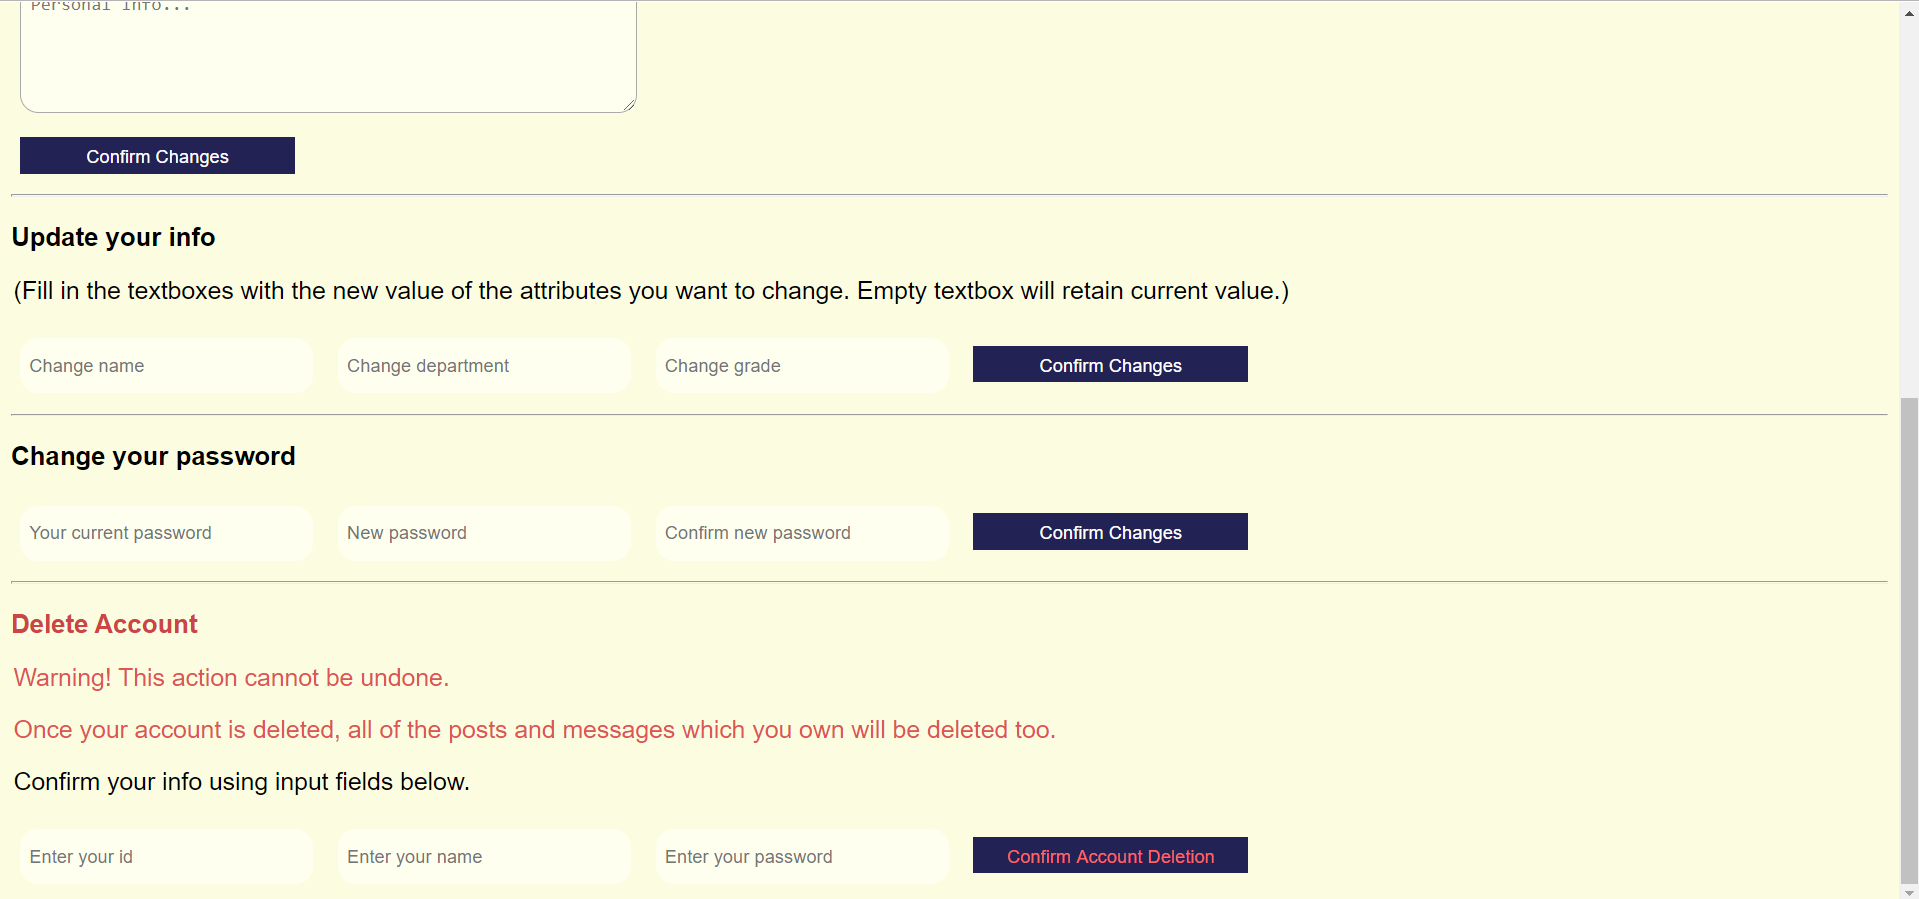 Personal info...
Confirm Changes
Update your info
(Fill in the textboxes with the new value of the attributes you want to change. Empty textbox will retain current value.)
Change name Change department Change grade Confirm Changes
Change your password
Your current password New password Confirm new password Confirm Changes
Delete Account
Warning! This action cannot be undone.
Once your account is deleted, all of the posts and messages which you own will be deleted too.
Confirm your info using input fields below.
Enter your id Enter your name Enter your password Confirm Account Deletion